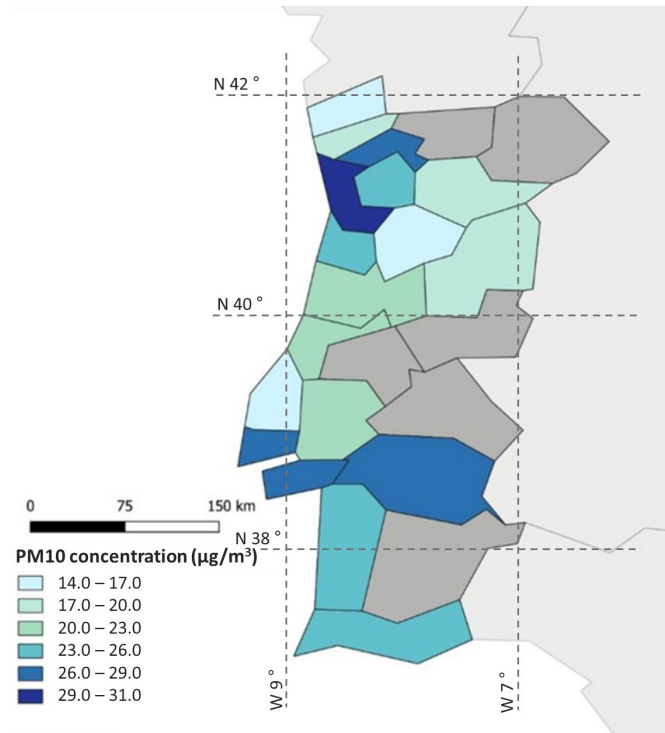 N 42 °
N 40 °
0 75 150 km
N 38 °
PM10 concentration (µg/m³)
14.0 – 17.0
17.0 – 20.0
20.0 – 23.0
23.0 – 26.0
26.0 – 29.0
29.0 – 31.0
W 9 °
W 7 °